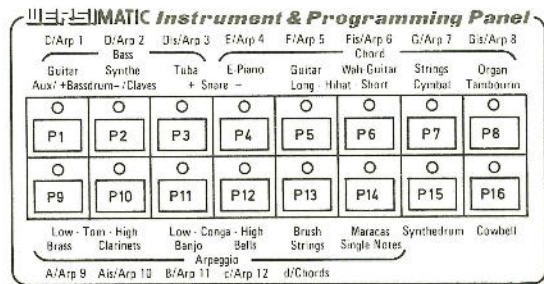 WERSIMATIC Instrument & Programming Panel
C/Arp 1 D/Arp 2 Dis/Arp 3 E/Arp 4 F/Arp 5 Fis/Arp 6 G/Arp 7 Gis/Arp 8
Bass Chord
Guitar Synthe Tuba E-Piano Guitar Wah-Guitar Strings Organ
Aux/+Bassdrum-/Claves + Snare - Long - Hihat - Short Cymbal Tambourin
P1 P2 P3 P4 P5 P6 P7 P8
P9 P10 P11 P12 P13 P14 P15 P16
Low - Tom - High Low - Conga - High Brush Maracas Synthedrum Cowbell
Brass Clarinets Banjo Bells Strings Single Notes
Arpeggio
A/Arp 9 Ais/Arp 10 B/Arp 11 c/Arp 12 d/Chords